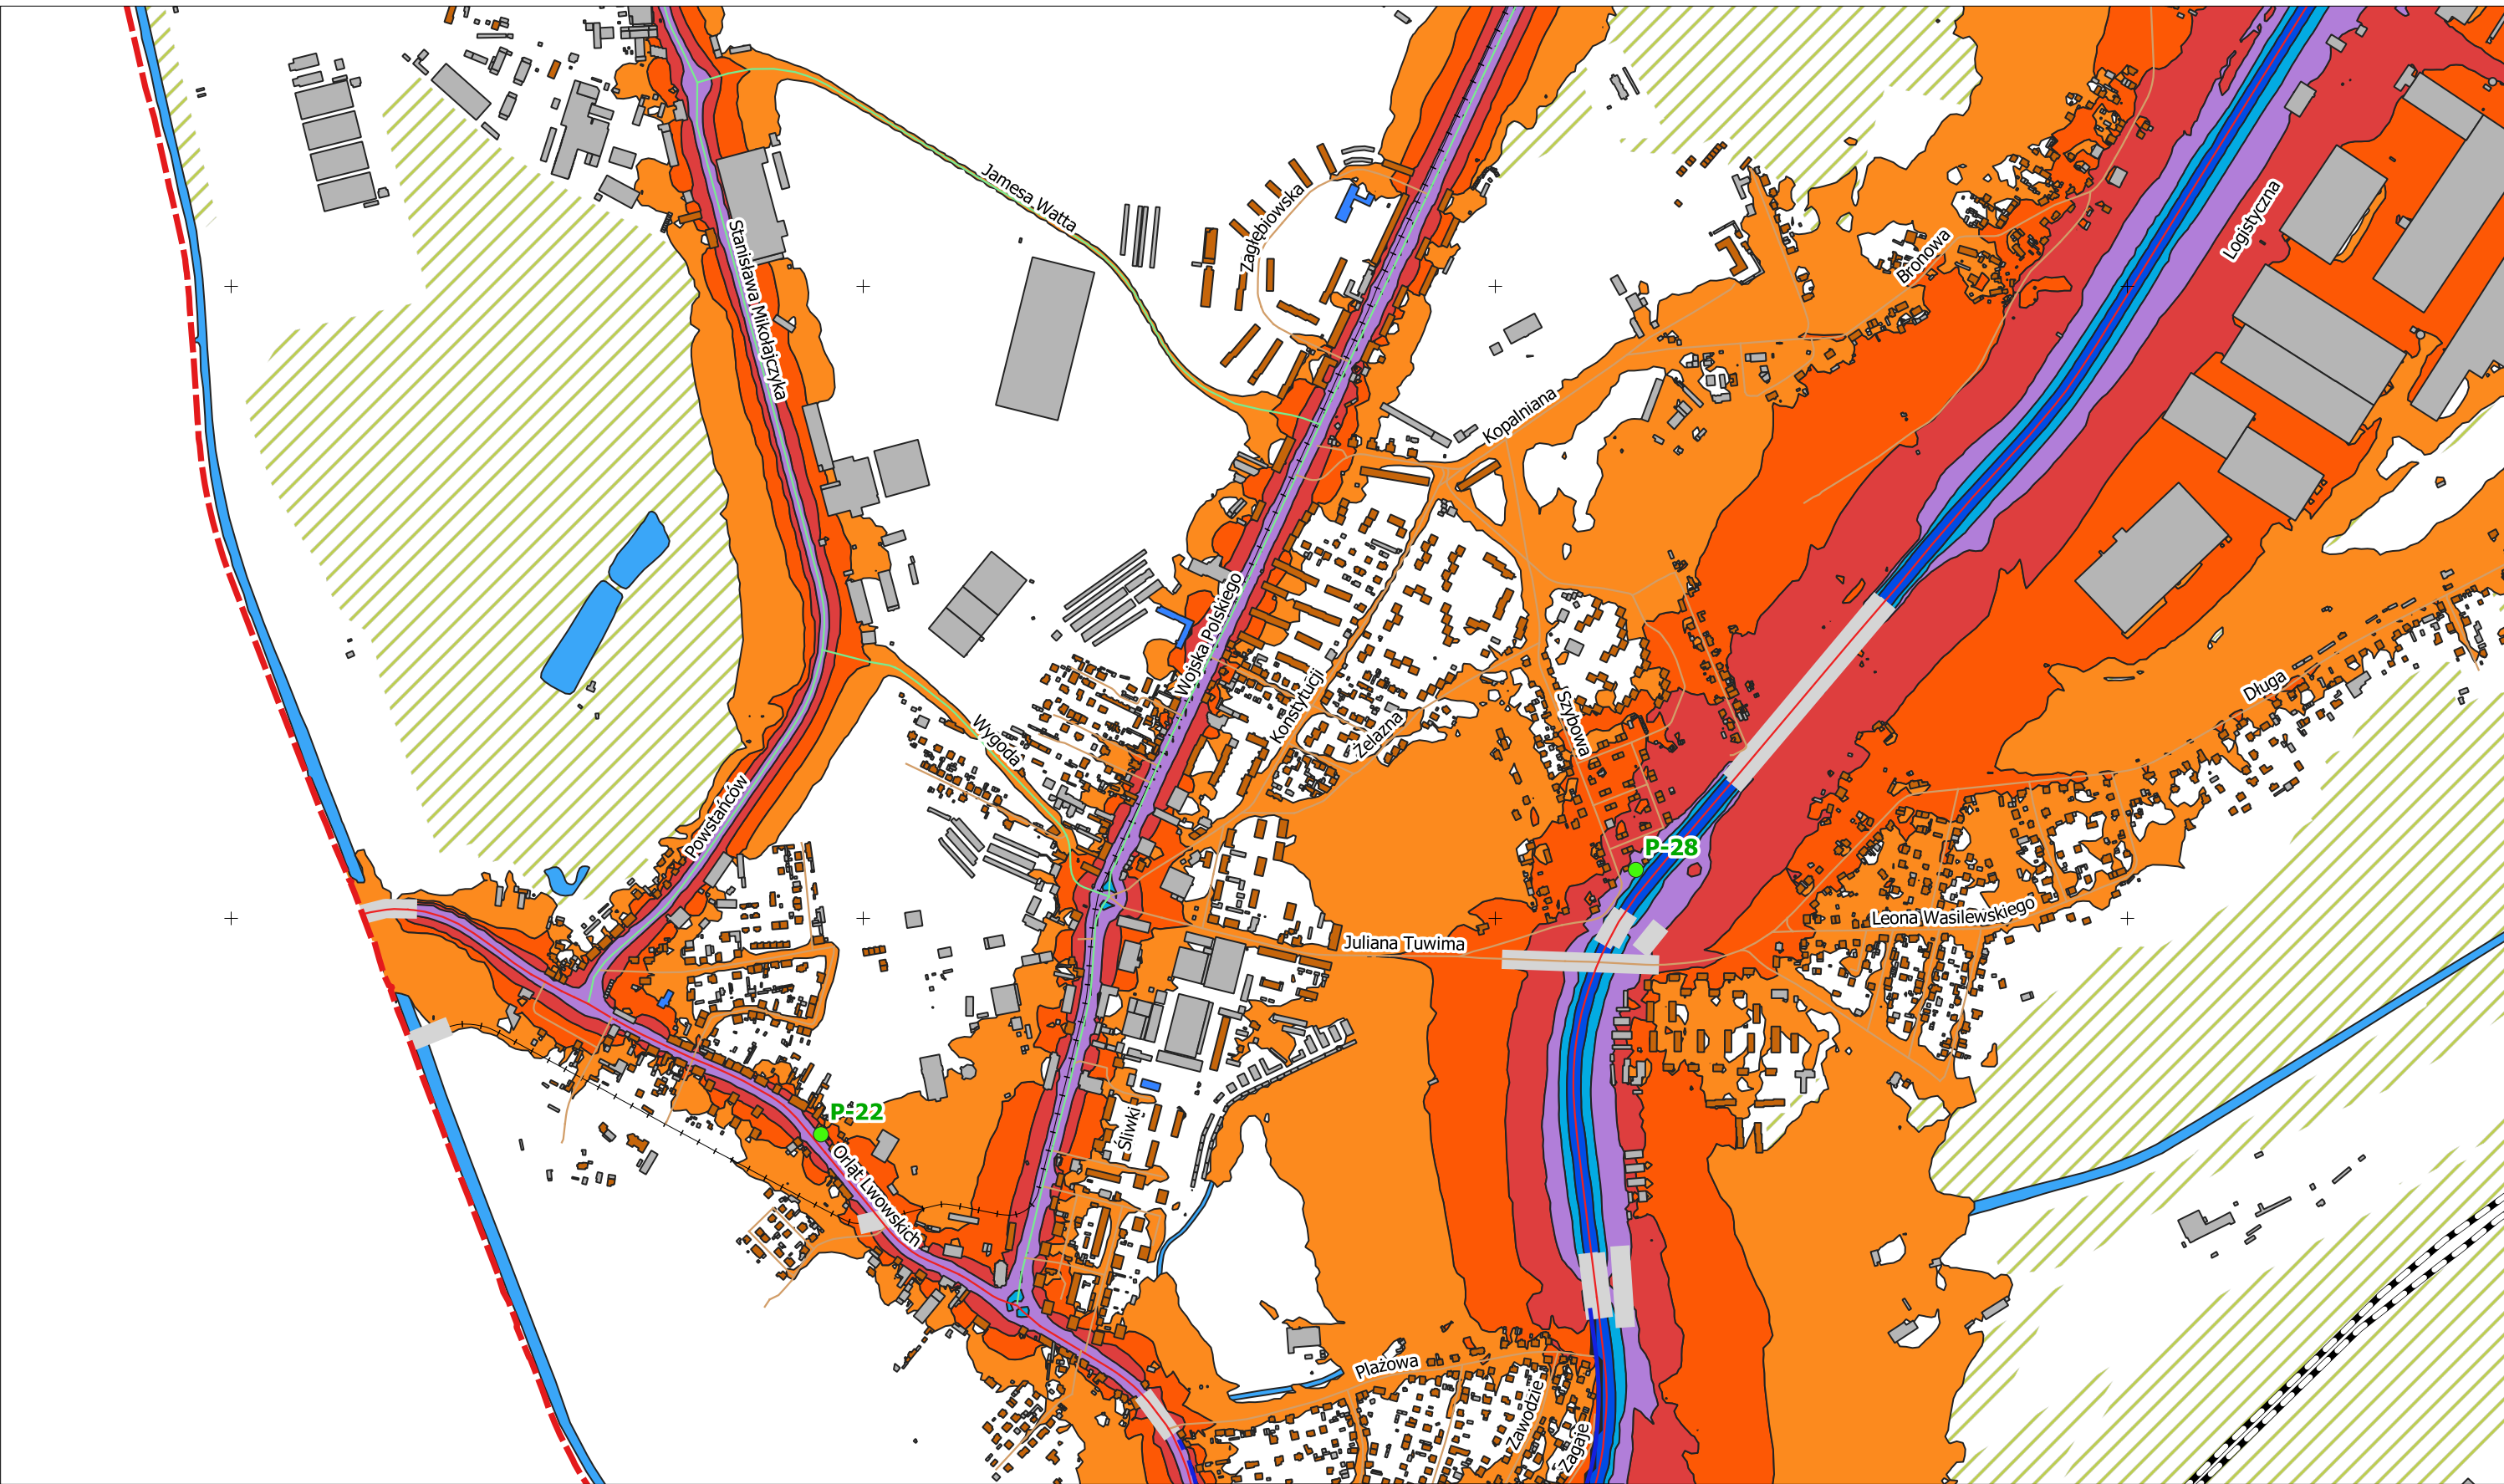 Jamesa Watta
Zagłębiowska
Stanisława Mikołajczyka
Logistyczna
Bronowa
Kopalniana
Wojska Polskiego
Konstytucji
Żelazna
Szybowa
Długa
Wygoda
Powstańców
P-28
Leona Wasilewskiego
Juliana Tuwima
P-22
Śliwki
Orląt Lwowskich
Plażowa
Zawodzie
Zagaje